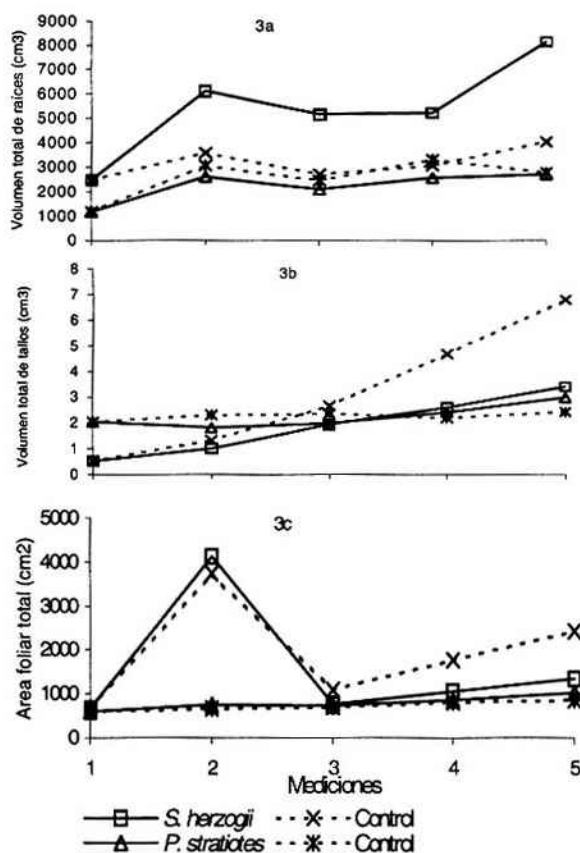 3a
Volumen total de raíces (cm3)
9000
8000
7000
6000
5000
4000
3000
2000
1000
0
3b
Volumen total de tallos (cm3)
8
7
6
5
4
3
2
1
0
3c
Area foliar total (cm2)
5000
4000
3000
2000
1000
0
1 2 3 4 5
Mediciones
S. herzogii Control
P. stratiotes Control